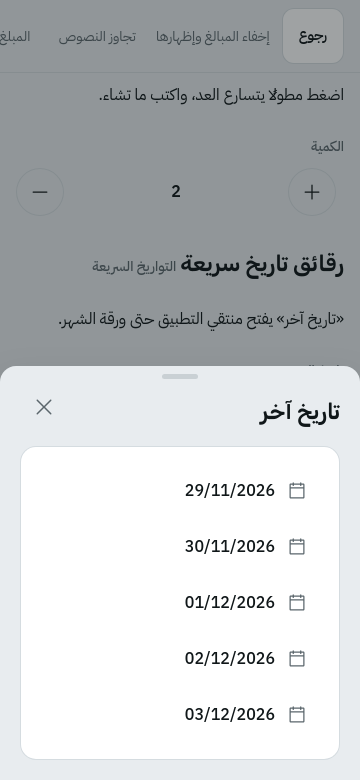 رجوع
إخفاء المبالغ وإظهارها
تجاوز النصوص
المبلغ
اضغط مطولًا يتسارع العد، واكتب ما تشاء.
الكمية
2
رقائق تاريخ سريعة التواريخ السريعة
«تاريخ آخر» يفتح منتقي التطبيق حتى ورقة الشهر.
تاريخ آخر
29/11/2026
30/11/2026
01/12/2026
02/12/2026
03/12/2026